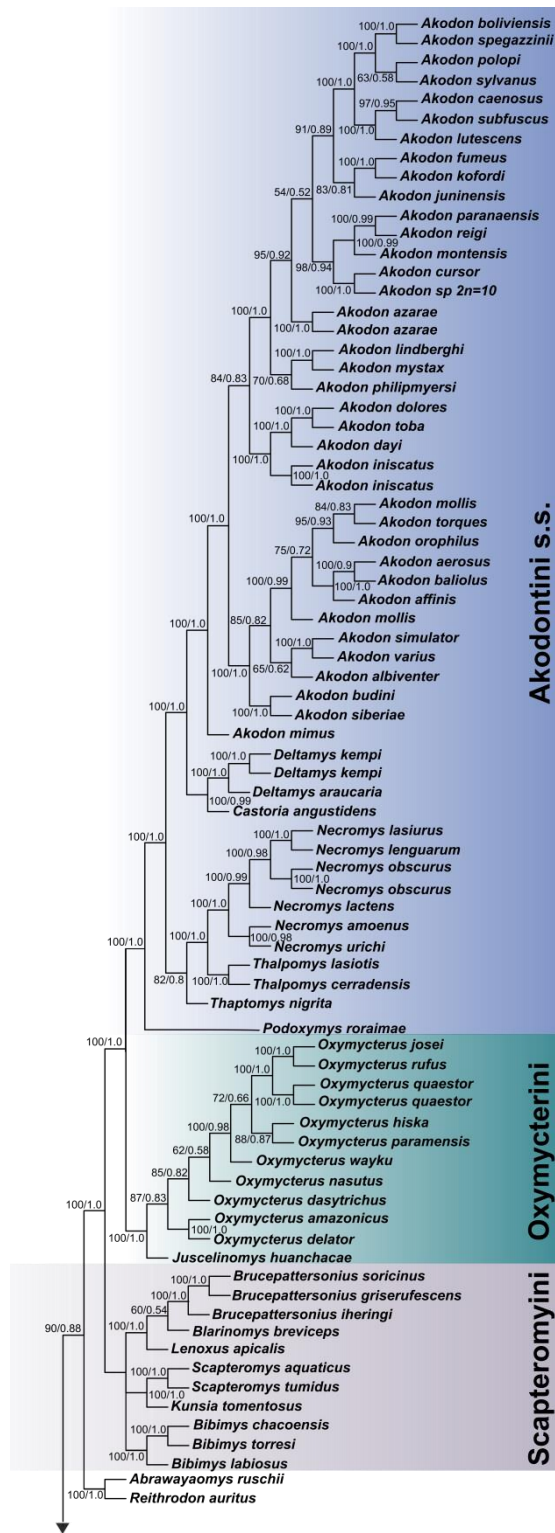 Akodon boliviensis
Akodon spegazzinii
Akodon polopi
Akodon sylvanus
Akodon caenosus
Akodon subfuscus
Akodon lutescens
Akodon fumeus
Akodon kofordi
Akodon juninensis
Akodon paranaensis
Akodon reigi
Akodon montensis
Akodon cursor
Akodon sp 2n=10
Akodon azarae
Akodon azarae
Akodon lindberghi
Akodon mystax
Akodon philipmyersi
Akodon dolores
Akodon toba
Akodon dayi
Akodon iniscatus
Akodon iniscatus
Akodon mollis
Akodon torques
Akodon orophilus
Akodon aerosus
Akodon baliolus
Akodon affinis
Akodon mollis
Akodon simulator
Akodon varius
Akodon albiventer
Akodon budini
Akodon siberiae
Akodon mimus
Deltamys kempi
Deltamys kempi
Deltamys araucaria
Castoria angustidens
Necromys lasiurus
Necromys lenguarum
Necromys obscurus
Necromys obscurus
Necromys lactens
Necromys amoenus
Necromys urichi
Thalpomys lasiotis
Thalpomys cerradensis
Thaptomys nigrita
Podoxymys roraimae
Oxymycterus josei
Oxymycterus rufus
Oxymycterus quaestor
Oxymycterus quaestor
Oxymycterus hiska
Oxymycterus paramensis
Oxymycterus wayku
Oxymycterus nasutus
Oxymycterus dasytrichus
Oxymycterus amazonicus
Oxymycterus delator
Juscelinomys huanchacae
Brucepattersonius soricinus
Brucepattersonius griserufescens
Brucepattersonius iheringi
Blarinomys breviceps
Lenoxus apicalis
Scapteromys aquaticus
Scapteromys tumidus
Kunsia tomentosus
Bibimys chacoensis
Bibimys torresi
Bibimys labiosus
Abrawayaomys ruschii
Reithrodon auritus
Akodontini s.s.
Oxymycterini
Scapteromyini
100/1.0
100/1.0
100/1.0
63/0.58
97/0.95
100/1.0
91/0.89
100/1.0
83/0.81
54/0.52
100/0.99
100/0.99
98/0.94
100/1.0
95/0.92
100/1.0
100/1.0
100/1.0
70/0.68
84/0.83
100/1.0
100/1.0
100/1.0
100/1.0
84/0.83
95/0.93
100/1.0
75/0.72
100/0.9
100/1.0
100/0.99
85/0.82
100/1.0
65/0.62
100/1.0
100/1.0
100/1.0
100/1.0
100/1.0
100/0.99
100/1.0
100/0.98
100/1.0
100/0.99
100/1.0
100/1.0
100/0.98
100/1.0
82/0.8
100/1.0
100/1.0
100/1.0
100/1.0
100/1.0
72/0.66
88/0.87
100/0.98
62/0.58
85/0.82
87/0.83
100/1.0
100/1.0
100/1.0
100/1.0
100/1.0
60/0.54
100/1.0
100/1.0
100/1.0
100/1.0
100/1.0
90/0.88
100/1.0